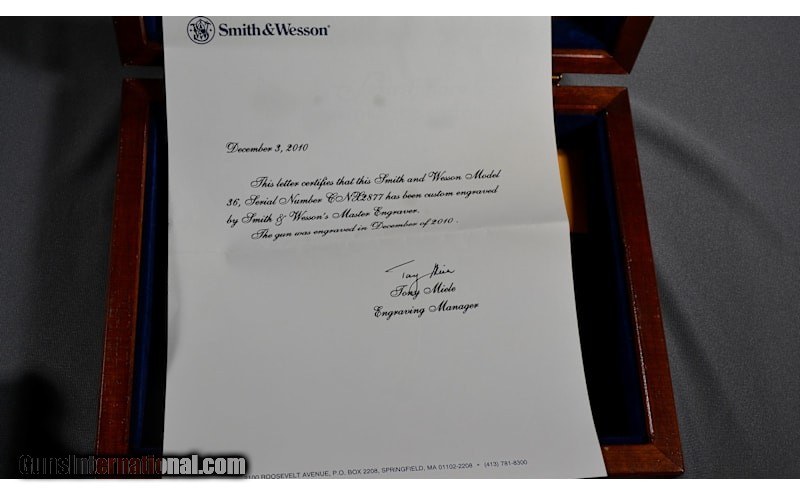 Smith & Wesson®
December 3, 2010
This letter certifies that this Smith and Wesson Model
36, Serial Number CNX2877 has been custom engraved
by Smith & Wesson's Master Engraver.
The gun was engraved in December of 2010 .
Tony Miele
Engraving Manager
ROOSEVELT AVENUE, P.O. BOX 2208, SPRINGFIELD, MA 01102-2208 • (413) 781-8300
GunsInternational.com